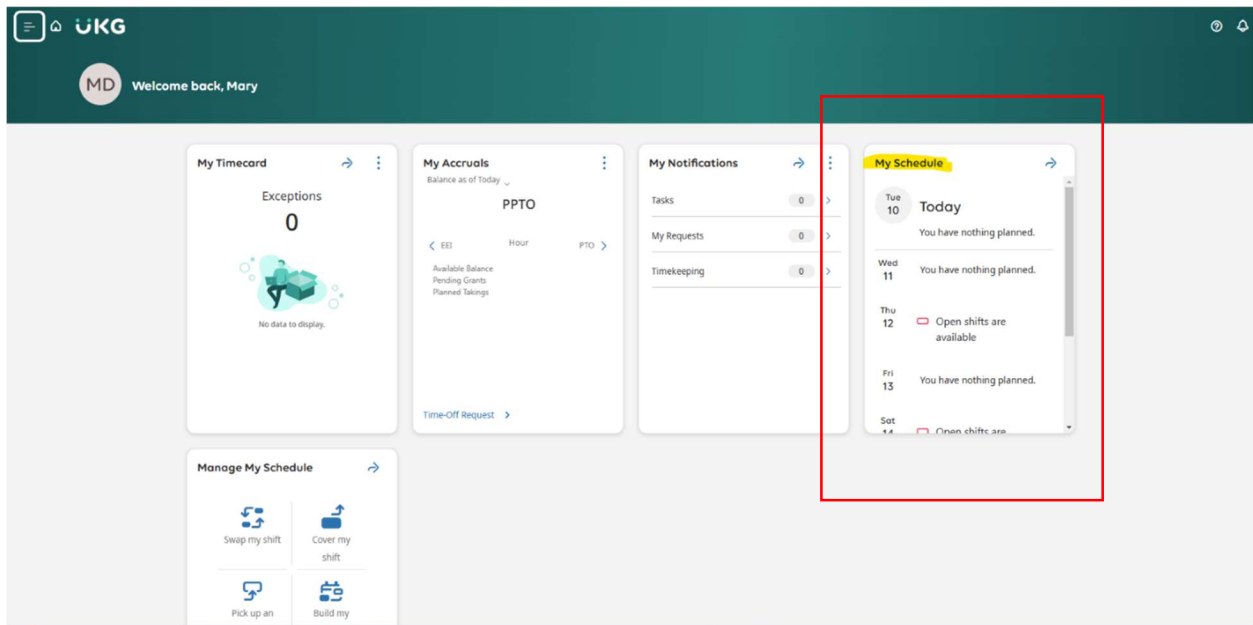 UKG
MD
Welcome back, Mary
My Timecard
Exceptions
0
No data to display.
My Accruals
Balance as of Today
PPTO
EEI
Hour
PTO
Available Balance
Pending Grants
Planned Takings
Time-Off Request
My Notifications
Tasks
0
My Requests
0
Timekeeping
0
My Schedule
Tue
10
Today
You have nothing planned.
Wed
11
You have nothing planned.
Thu
12
Open shifts are
available
Fri
13
You have nothing planned.
Sat
14
Open shifts are
Manage My Schedule
Swap my shift
Cover my
shift
Pick up an
Build my